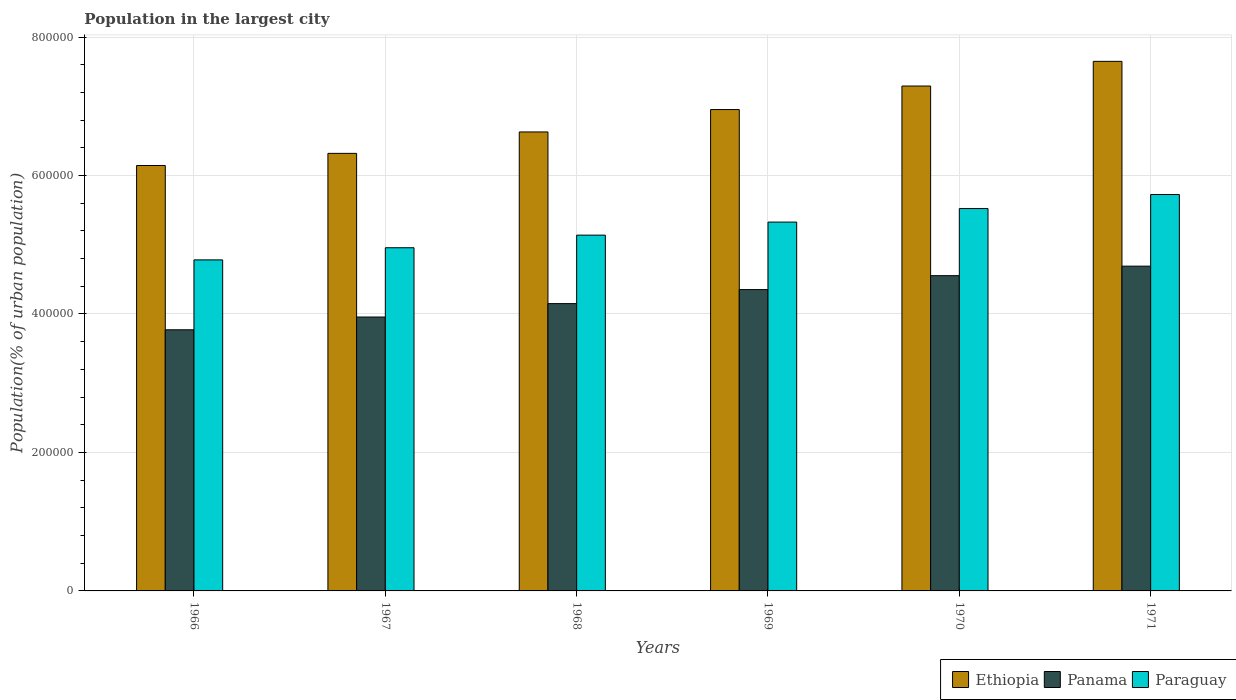 Population in the largest city
Population(% of urban population)
800000
600000
400000
200000
0
1966
1967
1968
1969
1970
1971
Years
Ethiopia
Panama
Paraguay